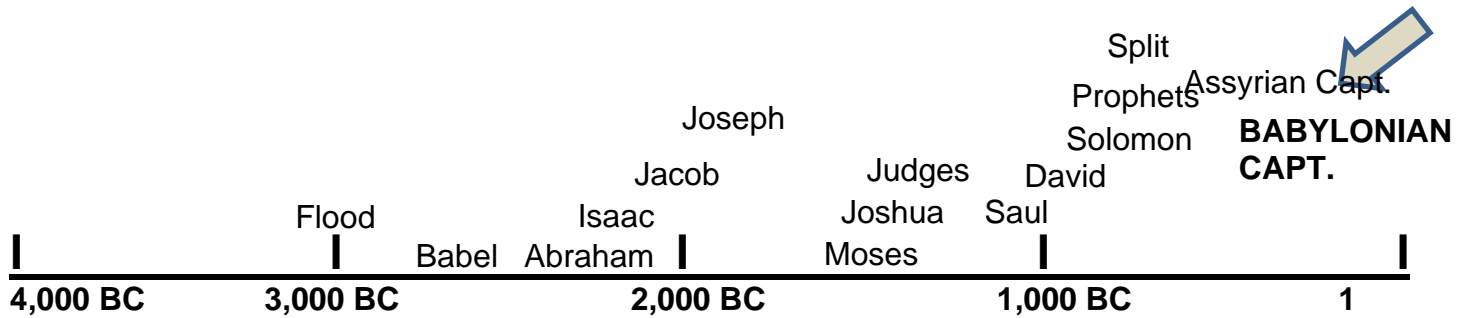 Split
Assyrian Capt.
Prophets
Joseph
BABYLONIAN
CAPT.
Solomon
Jacob
Judges
David
Flood
Isaac
Joshua
Saul
Babel
Abraham
Moses
4,000 BC
3,000 BC
2,000 BC
1,000 BC
1